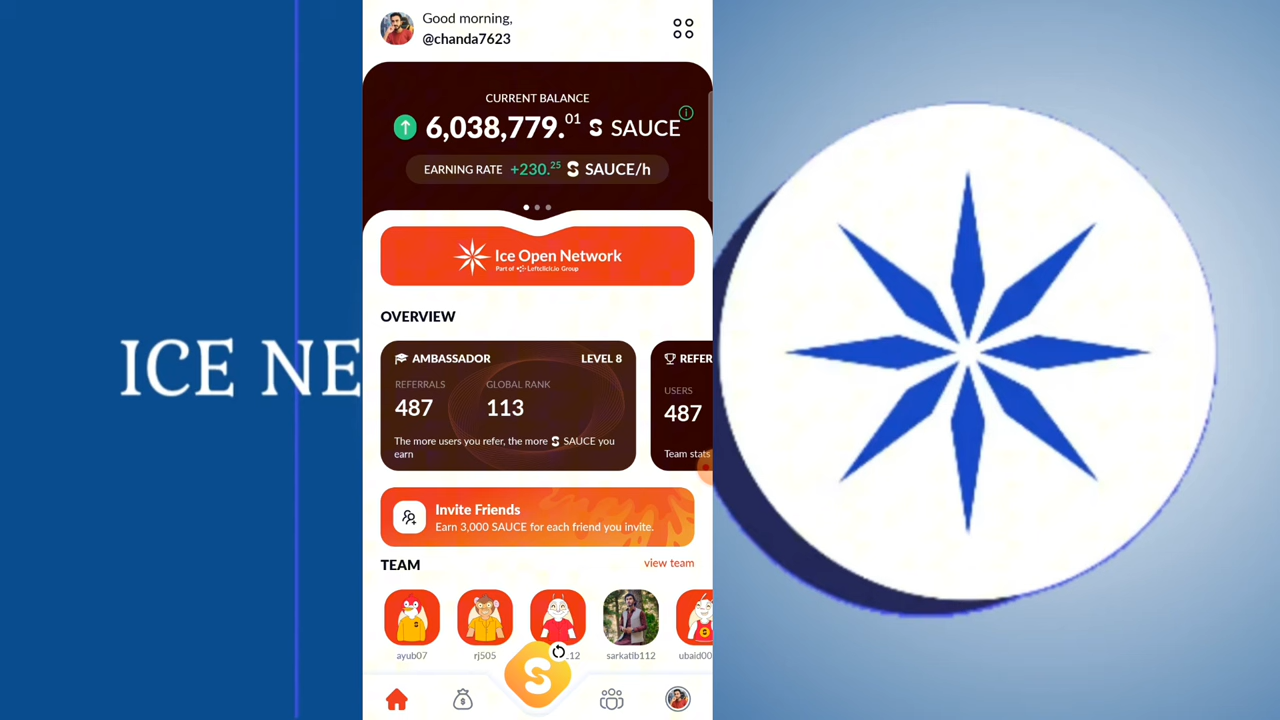 Good morning,
@chanda7623
CURRENT BALANCE
6,038,779.01 S SAUCE
EARNING RATE +230.25 S SAUCE/h
Ice Open Network
Part of Leftclick.io Group
ICE NE
OVERVIEW
AMBASSADOR LEVEL 8
REFERRALS GLOBAL RANK
487 113
The more users you refer, the more S SAUCE you
earn
REFER
USERS
487
Team stats
Invite Friends
Earn 3,000 SAUCE for each friend you invite.
TEAM view team
ayub07 rj505 12 sarkatib112 ubaid00
S